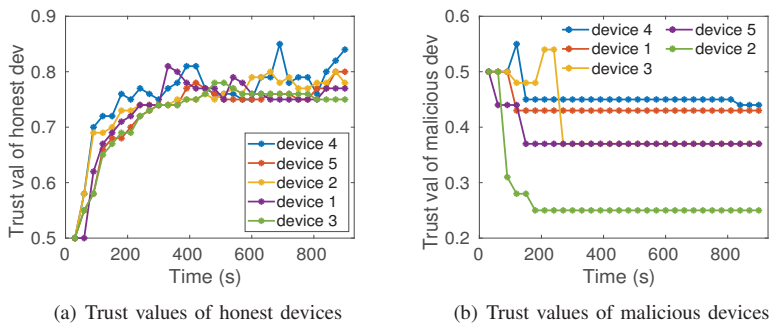 Trust val of honest dev
0.9
0.8
0.7
0.6
0.5
0 200 400 600 800
Time (s)
device 4
device 5
device 2
device 1
device 3
(a) Trust values of honest devices
Trust val of malicious dev
0.6
0.5
0.4
0.3
0.2
0 200 400 600 800
Time (s)
device 4
device 1
device 3
device 5
device 2
(b) Trust values of malicious devices